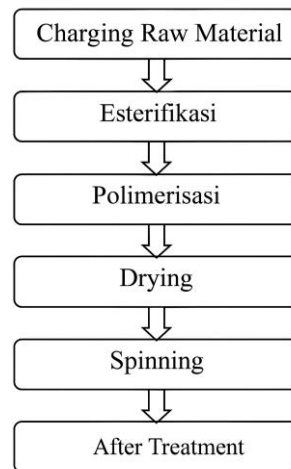 Charging Raw Material
Esterifikasi
Polimerisasi
Drying
Spinning
After Treatment